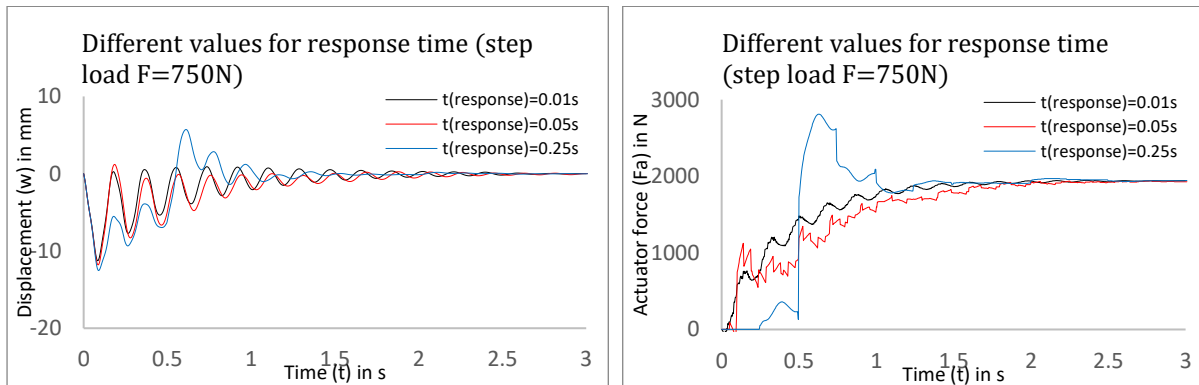 Different values for response time (step
load F=750N)
10
0
-10
-20
Displacement (w) in mm
t(response)=0.01s
t(response)=0.05s
t(response)=0.25s
0
0.5
1
1.5
2
2.5
3
Time (t) in s
Different values for response time
(step load F=750N)
3000
2000
1000
0
Actuator force (Fa) in N
t(response)=0.01s
t(response)=0.05s
t(response)=0.25s
0
0.5
1
1.5
2
2.5
3
Time (t) in s